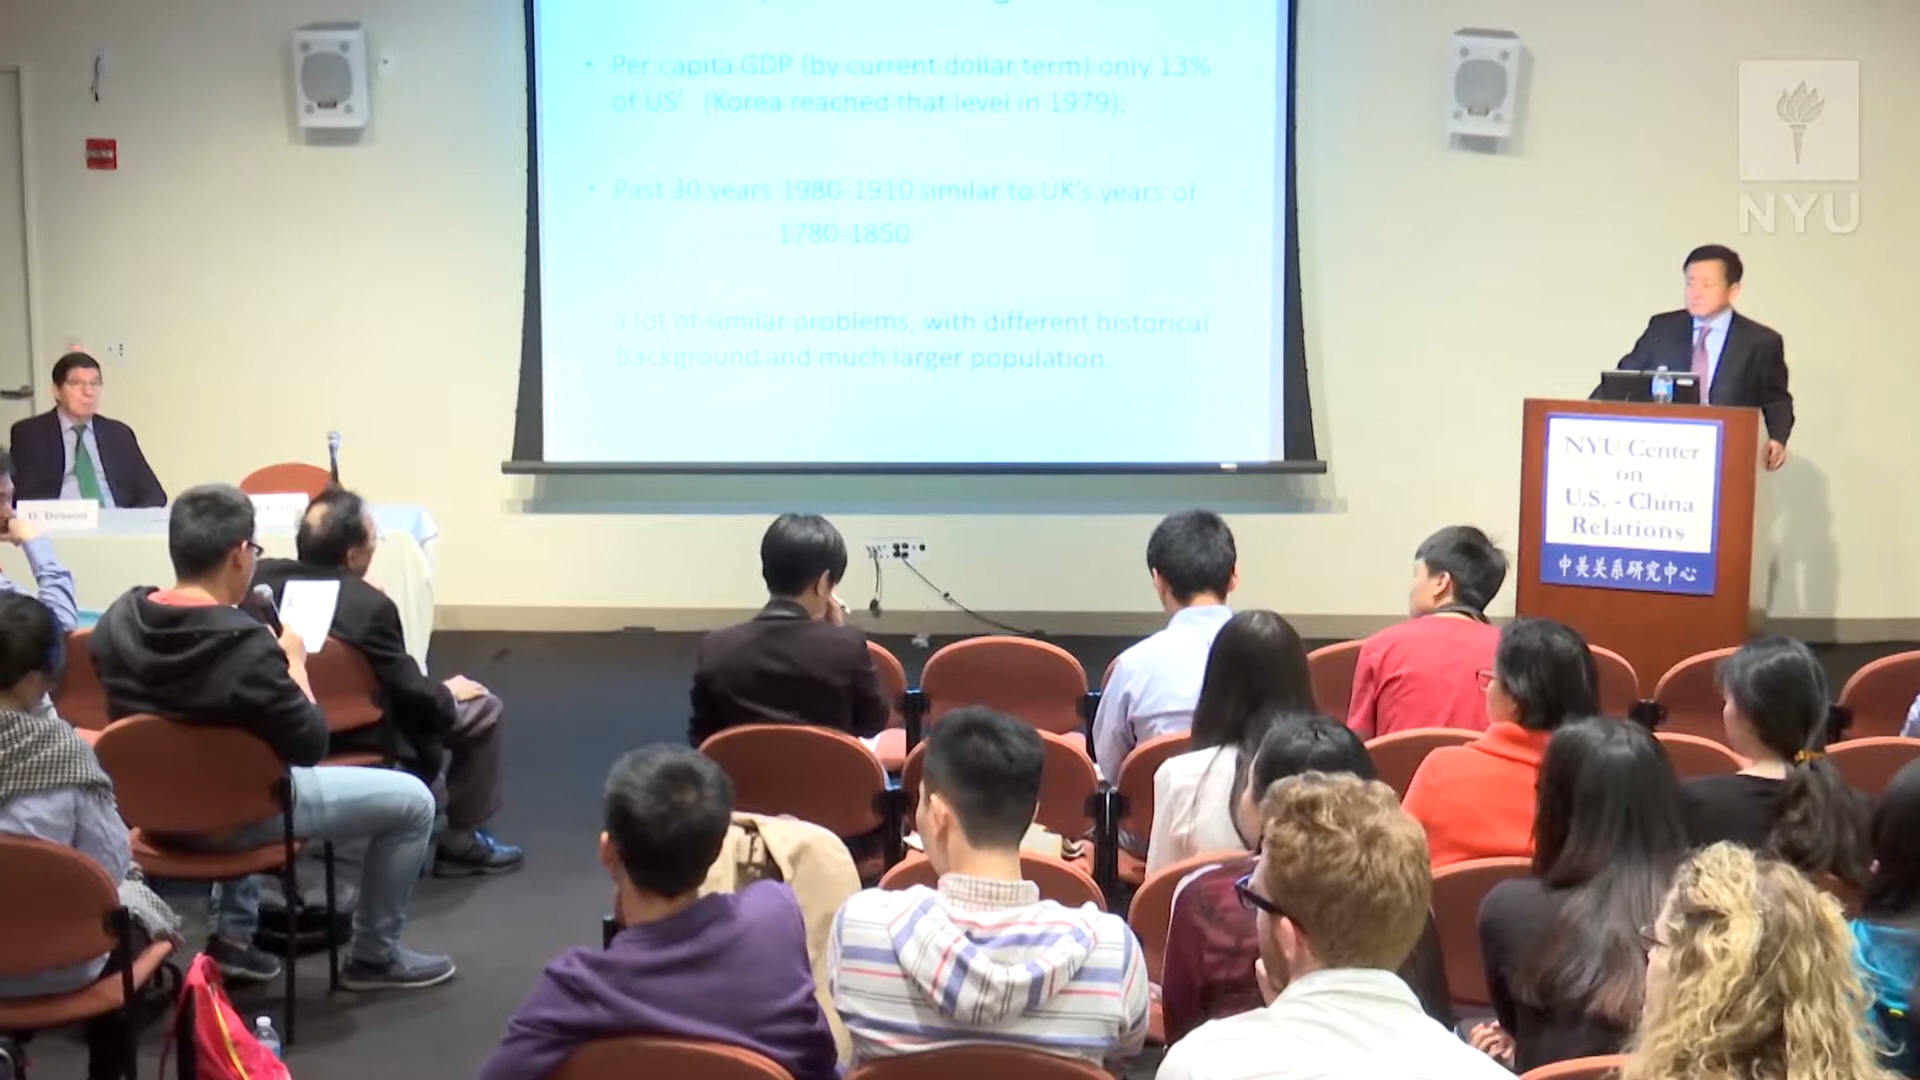 • Per capita GDP (by current dollar term) only 13%
of US' (Korea reached that level in 1979);
• Past 30 years 1980-1910 similar to UK's years of
1780-1850
a lot of similar problems, with different historical
background and much larger population.
NYU
NYU Center
on
U.S. - China
Relations
中美关系研究中心
D. Denoon